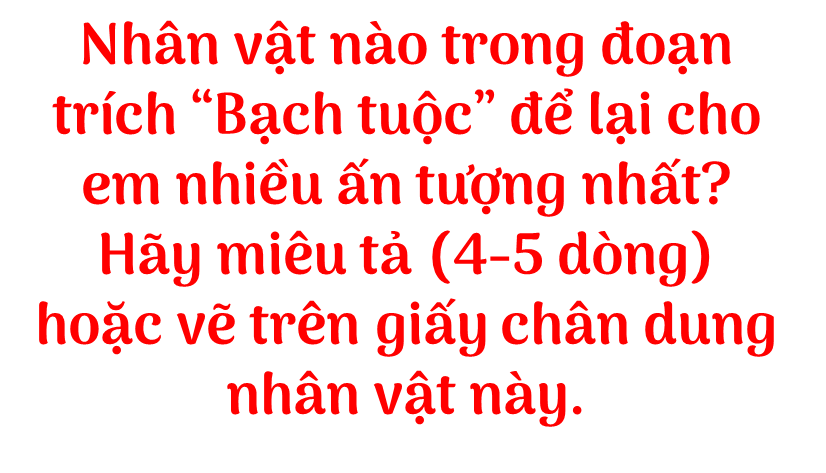 Nhân vật nào trong đoạn
trích “Bạch tuộc” để lại cho
em nhiều ấn tượng nhất?
Hãy miêu tả (4-5 dòng)
hoặc vẽ trên giấy chân dung
nhân vật này.